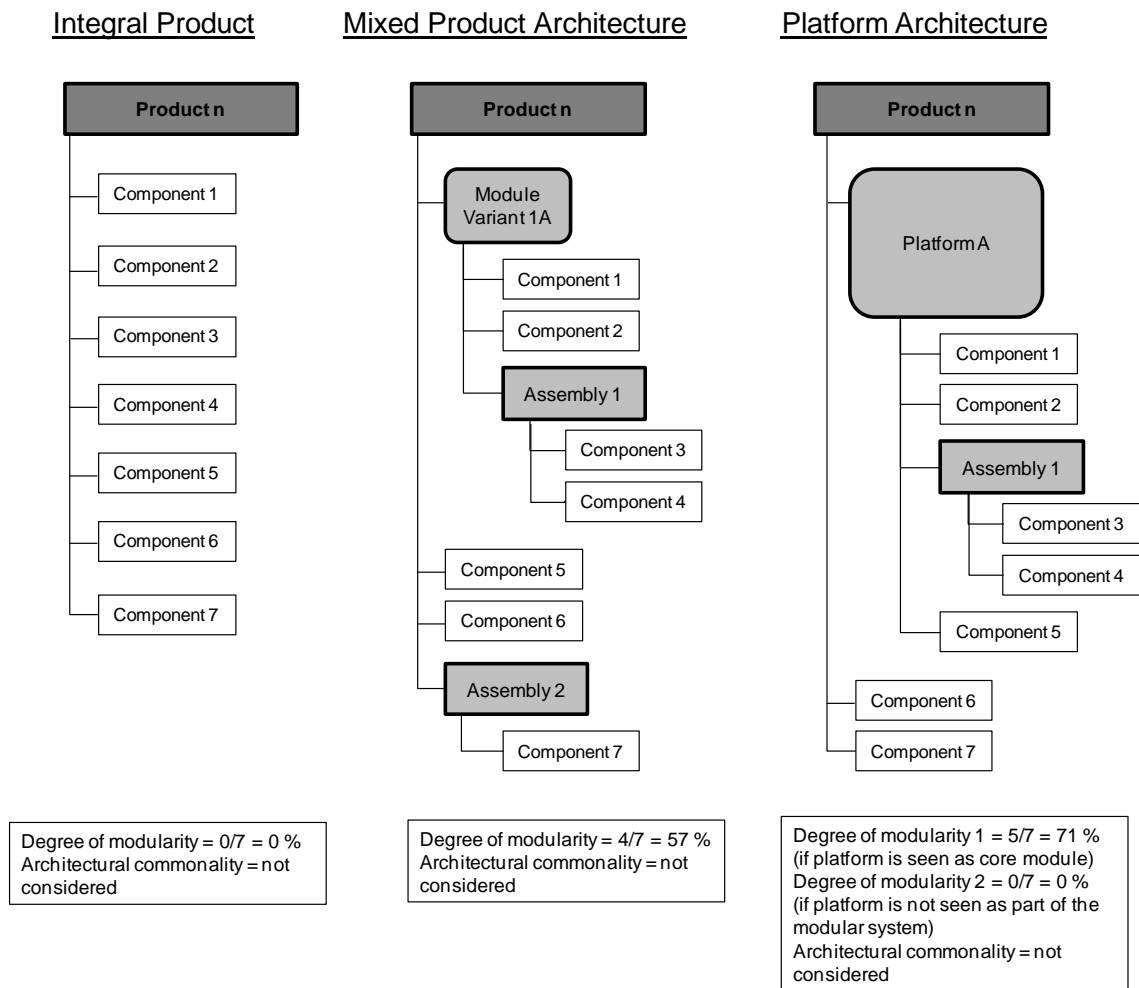 Integral Product
Product n
Component 1
Component 2
Component 3
Component 4
Component 5
Component 6
Component 7
Degree of modularity = 0/7 = 0 %
Architectural commonality = not
considered
Mixed Product Architecture
Product n
Module
Variant 1A
Component 1
Component 2
Assembly 1
Component 3
Component 4
Component 5
Component 6
Assembly 2
Component 7
Degree of modularity = 4/7 = 57 %
Architectural commonality = not
considered
Platform Architecture
Product n
Platform A
Component 1
Component 2
Assembly 1
Component 3
Component 4
Component 5
Component 6
Component 7
Degree of modularity 1 = 5/7 = 71 %
(if platform is seen as core module)
Degree of modularity 2 = 0/7 = 0 %
(if platform is not seen as part of the
modular system)
Architectural commonality = not
considered